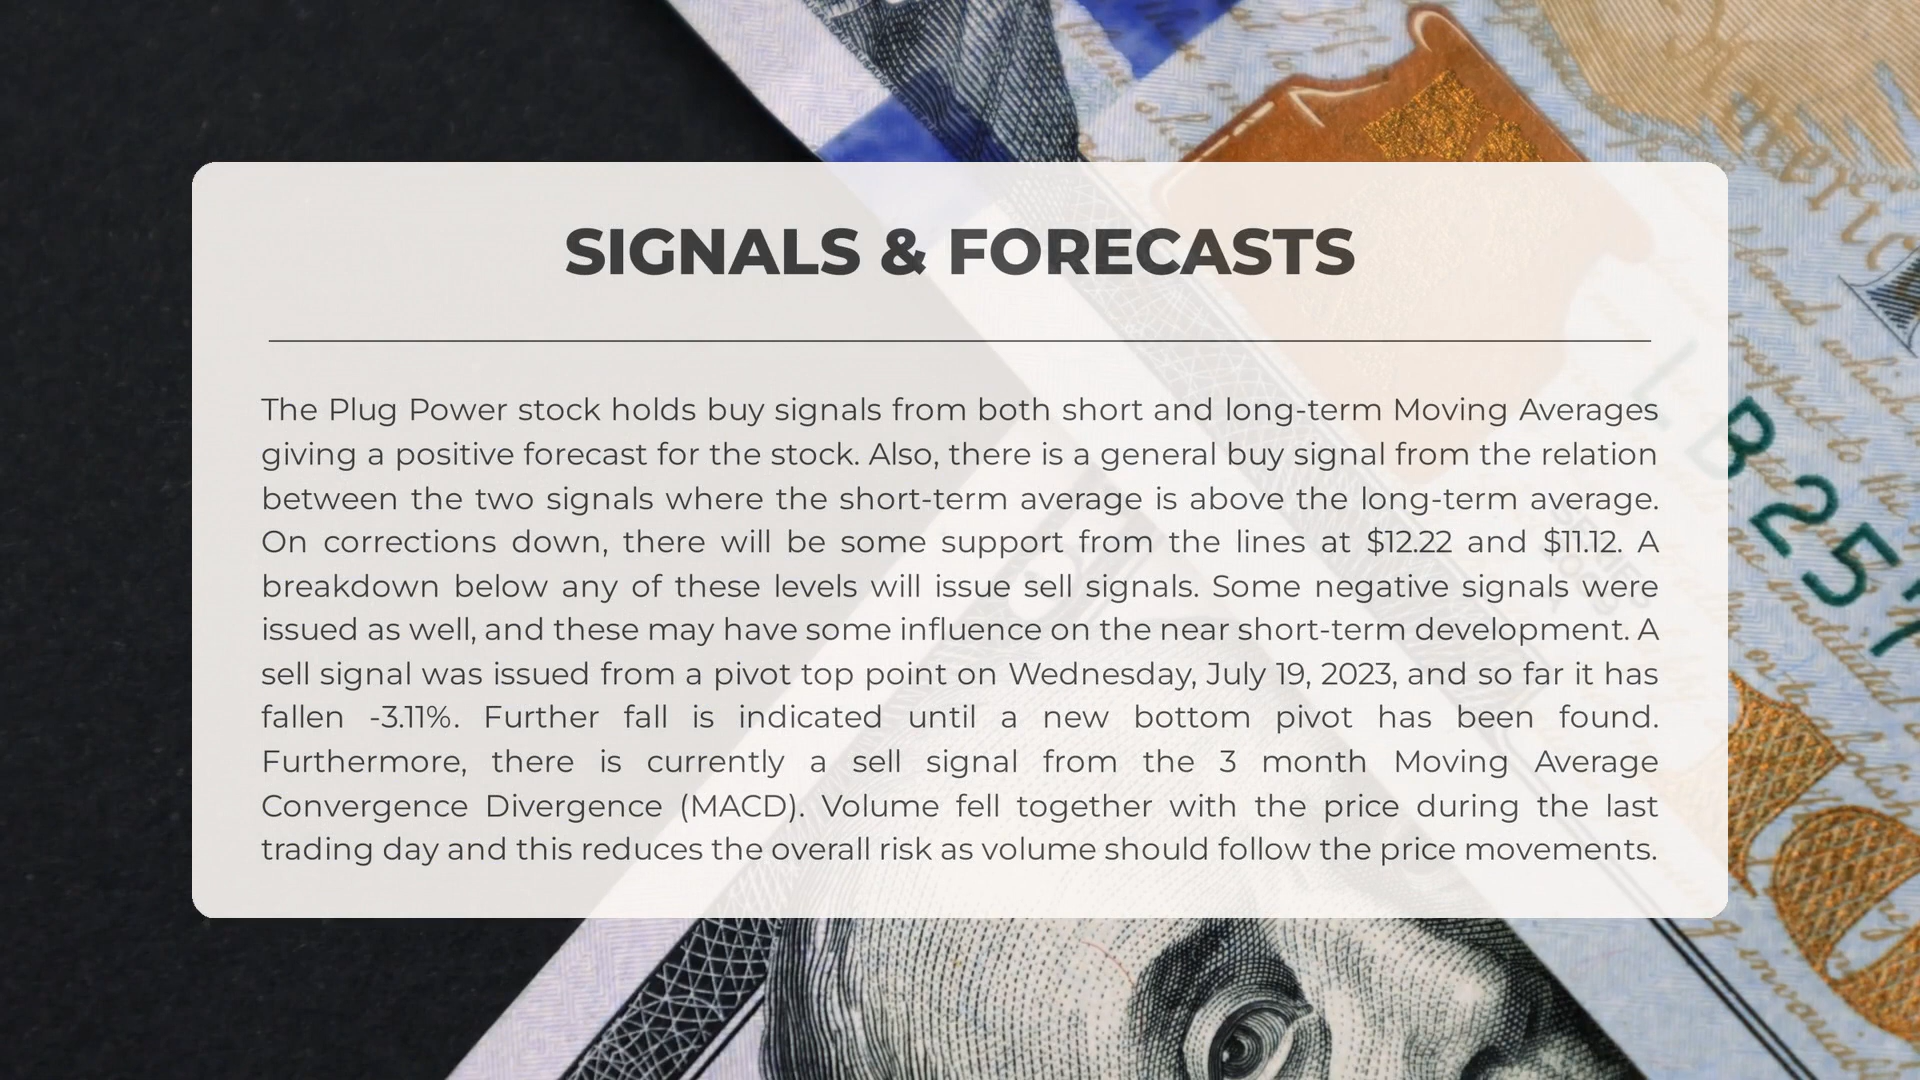 SIGNALS & FORECASTS
The Plug Power stock holds buy signals from both short and long-term Moving Averages
giving a positive forecast for the stock. Also, there is a general buy signal from the relation
between the two signals where the short-term average is above the long-term average.
On corrections down, there will be some support from the lines at $12.22 and $11.12. A
breakdown below any of these levels will issue sell signals. Some negative signals were
issued as well, and these may have some influence on the near short-term development. A
sell signal was issued from a pivot top point on Wednesday, July 19, 2023, and so far it has
fallen -3.11%. Further fall is indicated until a new bottom pivot has been found.
Furthermore, there is currently a sell signal from the 3 month Moving Average
Convergence Divergence (MACD). Volume fell together with the price during the last
trading day and this reduces the overall risk as volume should follow the price movements.
L B 25